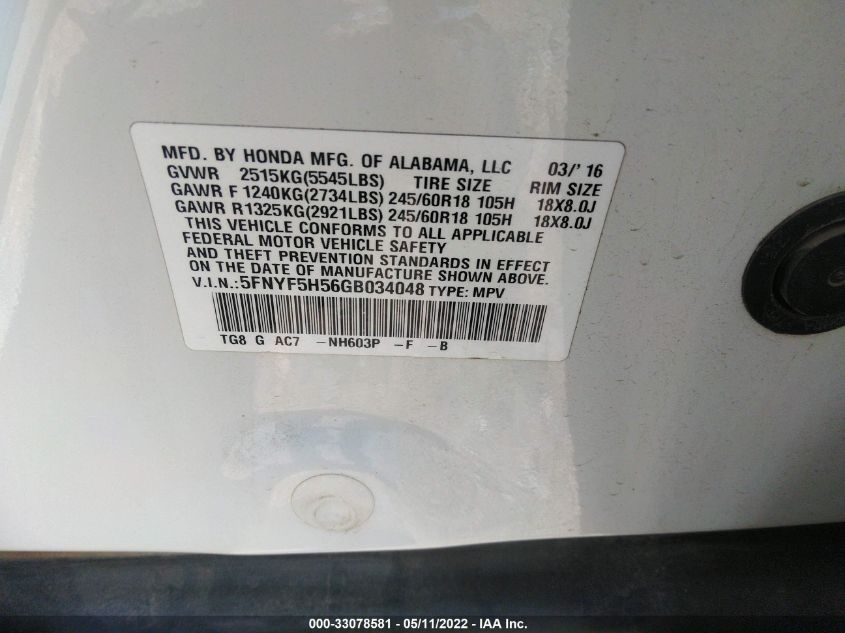 MFD. BY HONDA MFG. OF ALABAMA, LLC 03/' 16
GVWR 2515KG(5545LBS) TIRE SIZE RIM SIZE
GAWR F 1240KG(2734LBS) 245/60R18 105H 18X8.0J
GAWR R1325KG(2921LBS) 245/60R18 105H 18X8.0J
THIS VEHICLE CONFORMS TO ALL APPLICABLE
FEDERAL MOTOR VEHICLE SAFETY
AND THEFT PREVENTION STANDARDS IN EFFECT
ON THE DATE OF MANUFACTURE SHOWN ABOVE.
V.I.N.:5FNYF5H56GB034048 TYPE: MPV
TG8 G AC7 -NH603P -F -B
000-33078581 - 05/11/2022 - IAA Inc.